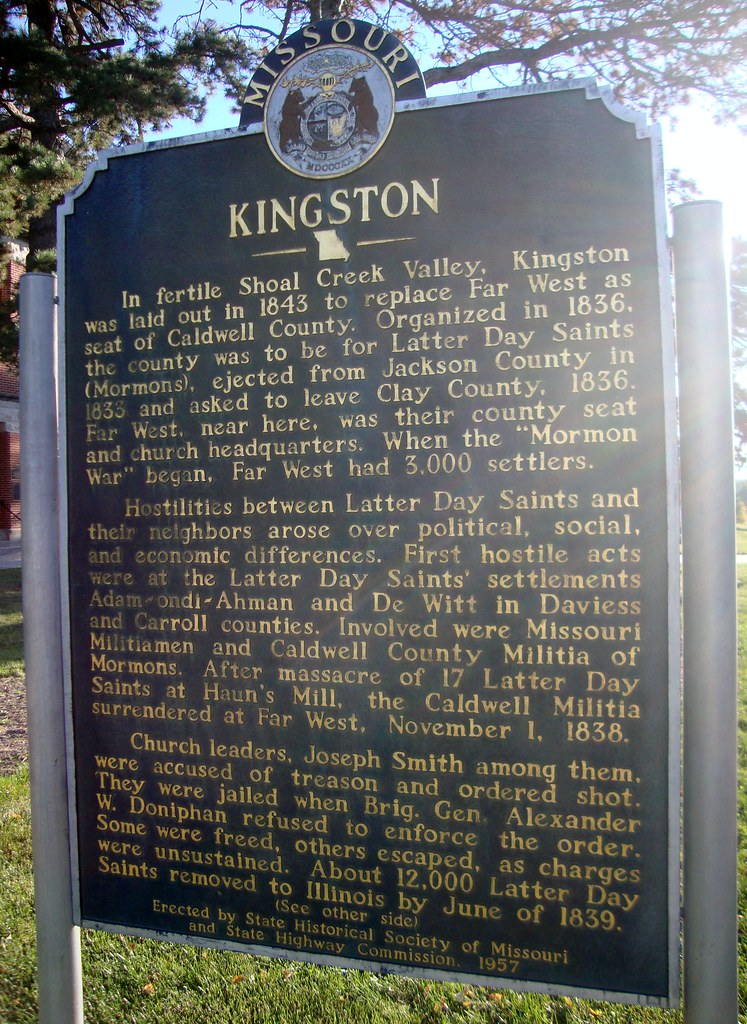 MISSOURI
MDCCCXX
KINGSTON
In fertile Shoal Creek Valley, Kingston
was laid out in 1843 to replace Far West as
seat of Caldwell County. Organized in 1836,
the county was to be for Latter Day Saints
(Mormons), ejected from Jackson County in
1833 and asked to leave Clay County, 1836.
Far West, near here, was their county seat
and church headquarters. When the "Mormon
War" began, Far West had 3,000 settlers.
Hostilities between Latter Day Saints and
their neighbors arose over political, social,
and economic differences. First hostile acts
were at the Latter Day Saints' settlements
Adam-ondi-Ahman and De Witt in Daviess
and Carroll counties. Involved were Missouri
Militiamen and Caldwell County Militia of
Mormons. After massacre of 17 Latter Day
Saints at Haun's Mill, the Caldwell Militia
surrendered at Far West, November 1, 1838.
Church leaders, Joseph Smith among them,
were accused of treason and ordered shot.
They were jailed when Brig. Gen. Alexander
W. Doniphan refused to enforce the order.
Some were freed, others escaped, as charges
were unsustained. About 12,000 Latter Day
Saints removed to Illinois by June of 1839.
(See other side)
Erected by State Historical Society of Missouri
and State Highway Commission, 1957